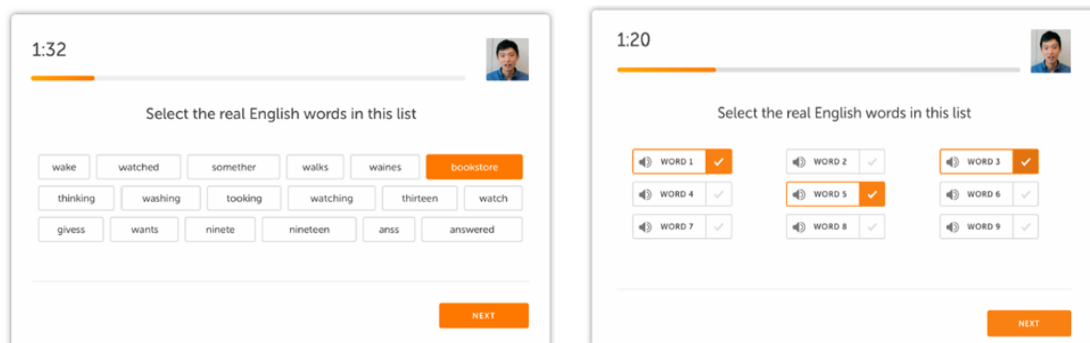 1:32
Select the real English words in this list
wake watched somether walks waines bookstore
thinking washing tooking watching thirteen watch
givess wants ninete nineteen anss answered
NEXT
1:20
Select the real English words in this list
WORD 1 WORD 2 WORD 3
WORD 4 WORD 5 WORD 6
WORD 7 WORD 8 WORD 9
NEXT